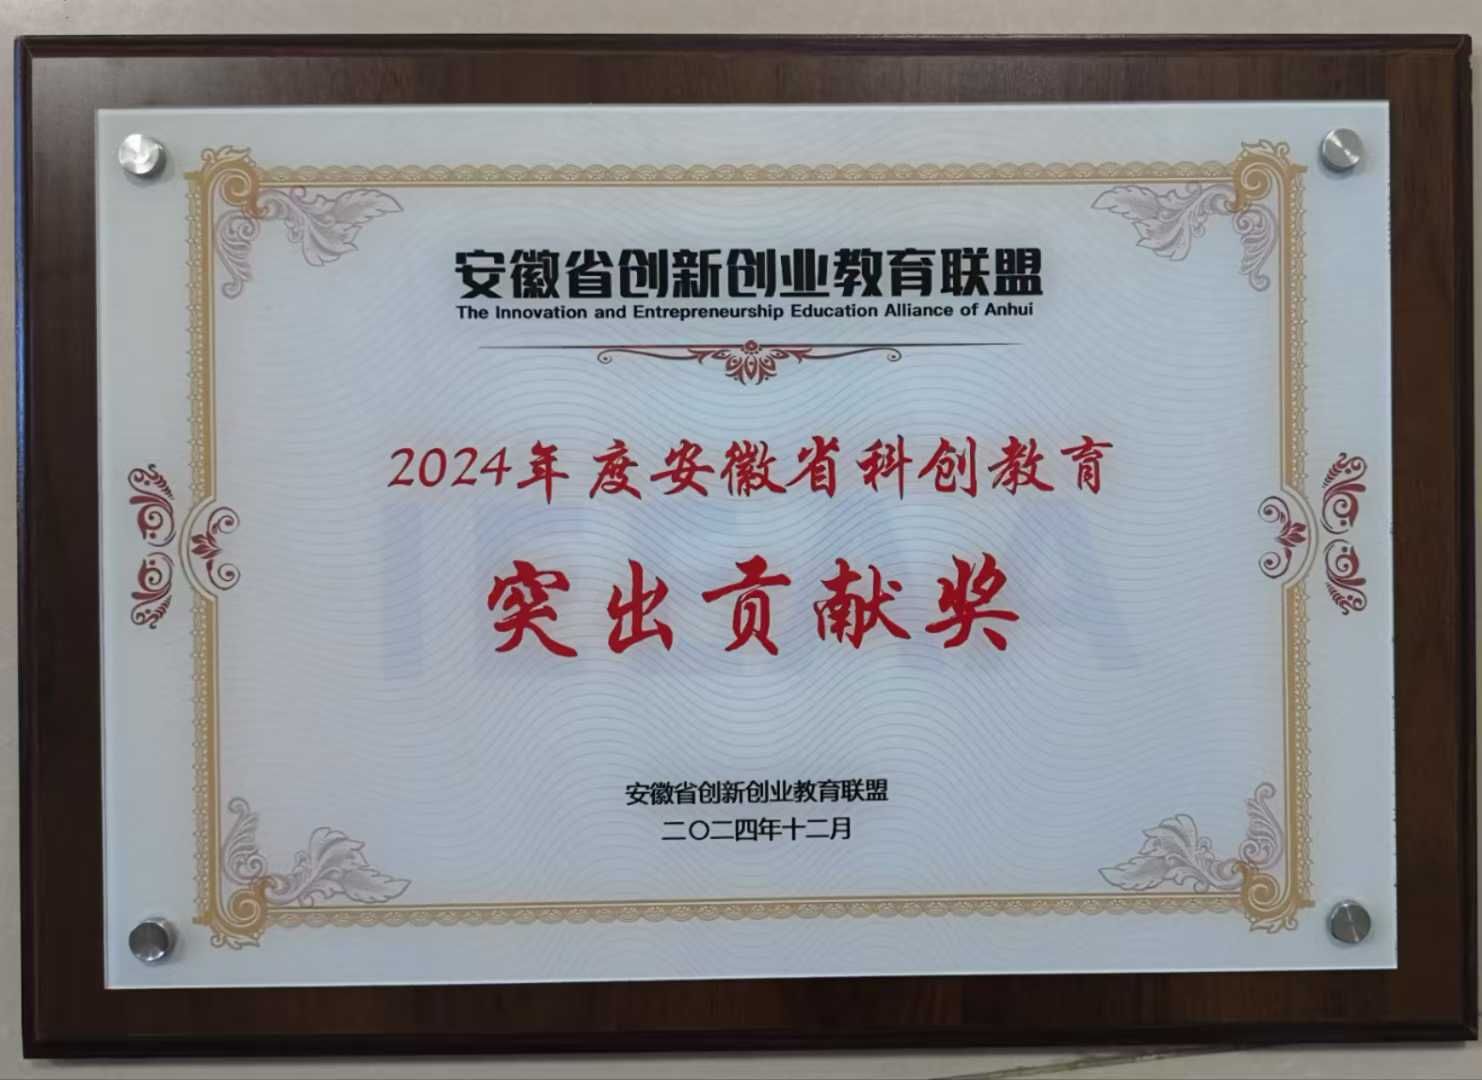 安徽省创新创业教育联盟
The Innovation and Entrepreneurship Education Alliance of Anhui
2024年度安徽省科创教育
突出贡献奖
安徽省创新创业教育联盟
二〇二四年十二月